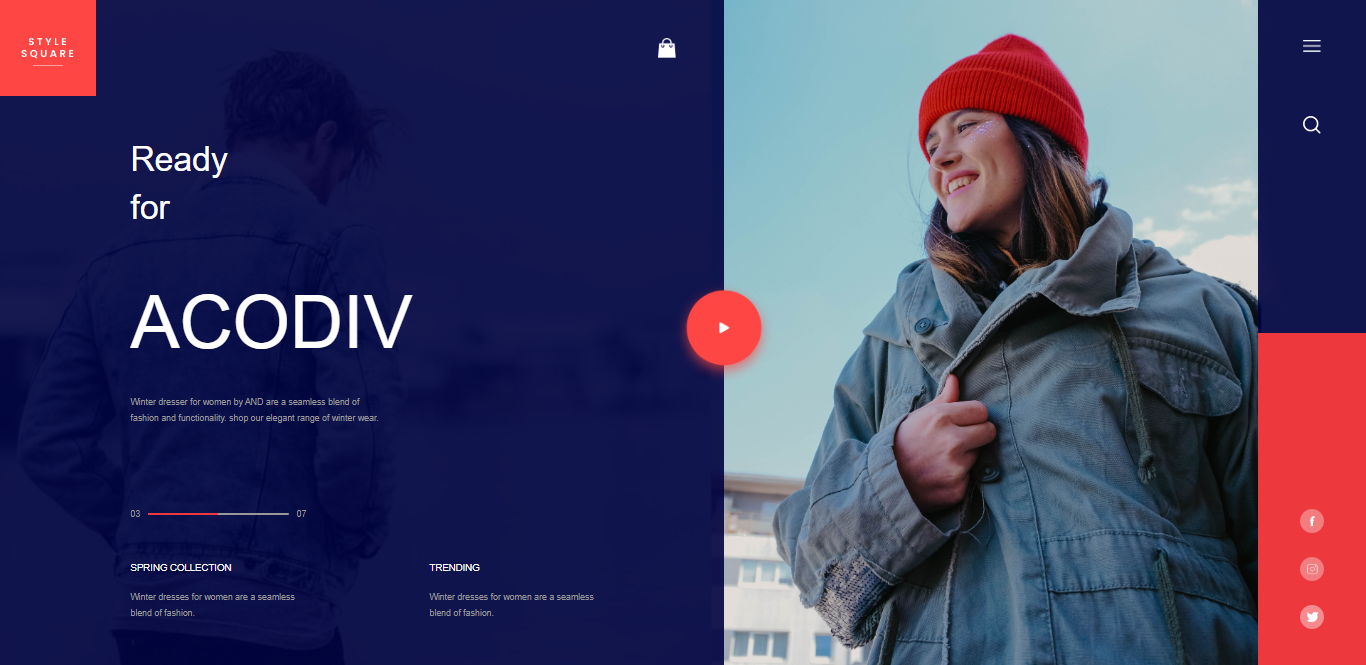 STYLE
SQUARE
Ready
for
ACODIV
Winter dresser for women by AND are a seamless blend of
fashion and functionality. shop our elegant range of winter wear.
03 07
SPRING COLLECTION
Winter dresses for women are a seamless
blend of fashion.
TRENDING
Winter dresses for women are a seamless
blend of fashion.